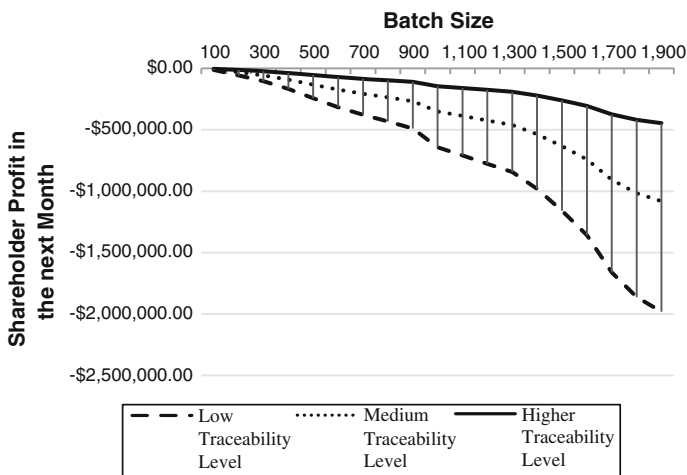 Batch Size
100 300 500 700 900 1,100 1,300 1,500 1,700 1,900
$0.00
-$500,000.00
-$1,000,000.00
-$1,500,000.00
-$2,000,000.00
-$2,500,000.00
Shareholder Profit in
the next Month
Low Traceability Level
Medium Traceability Level
Higher Traceability Level